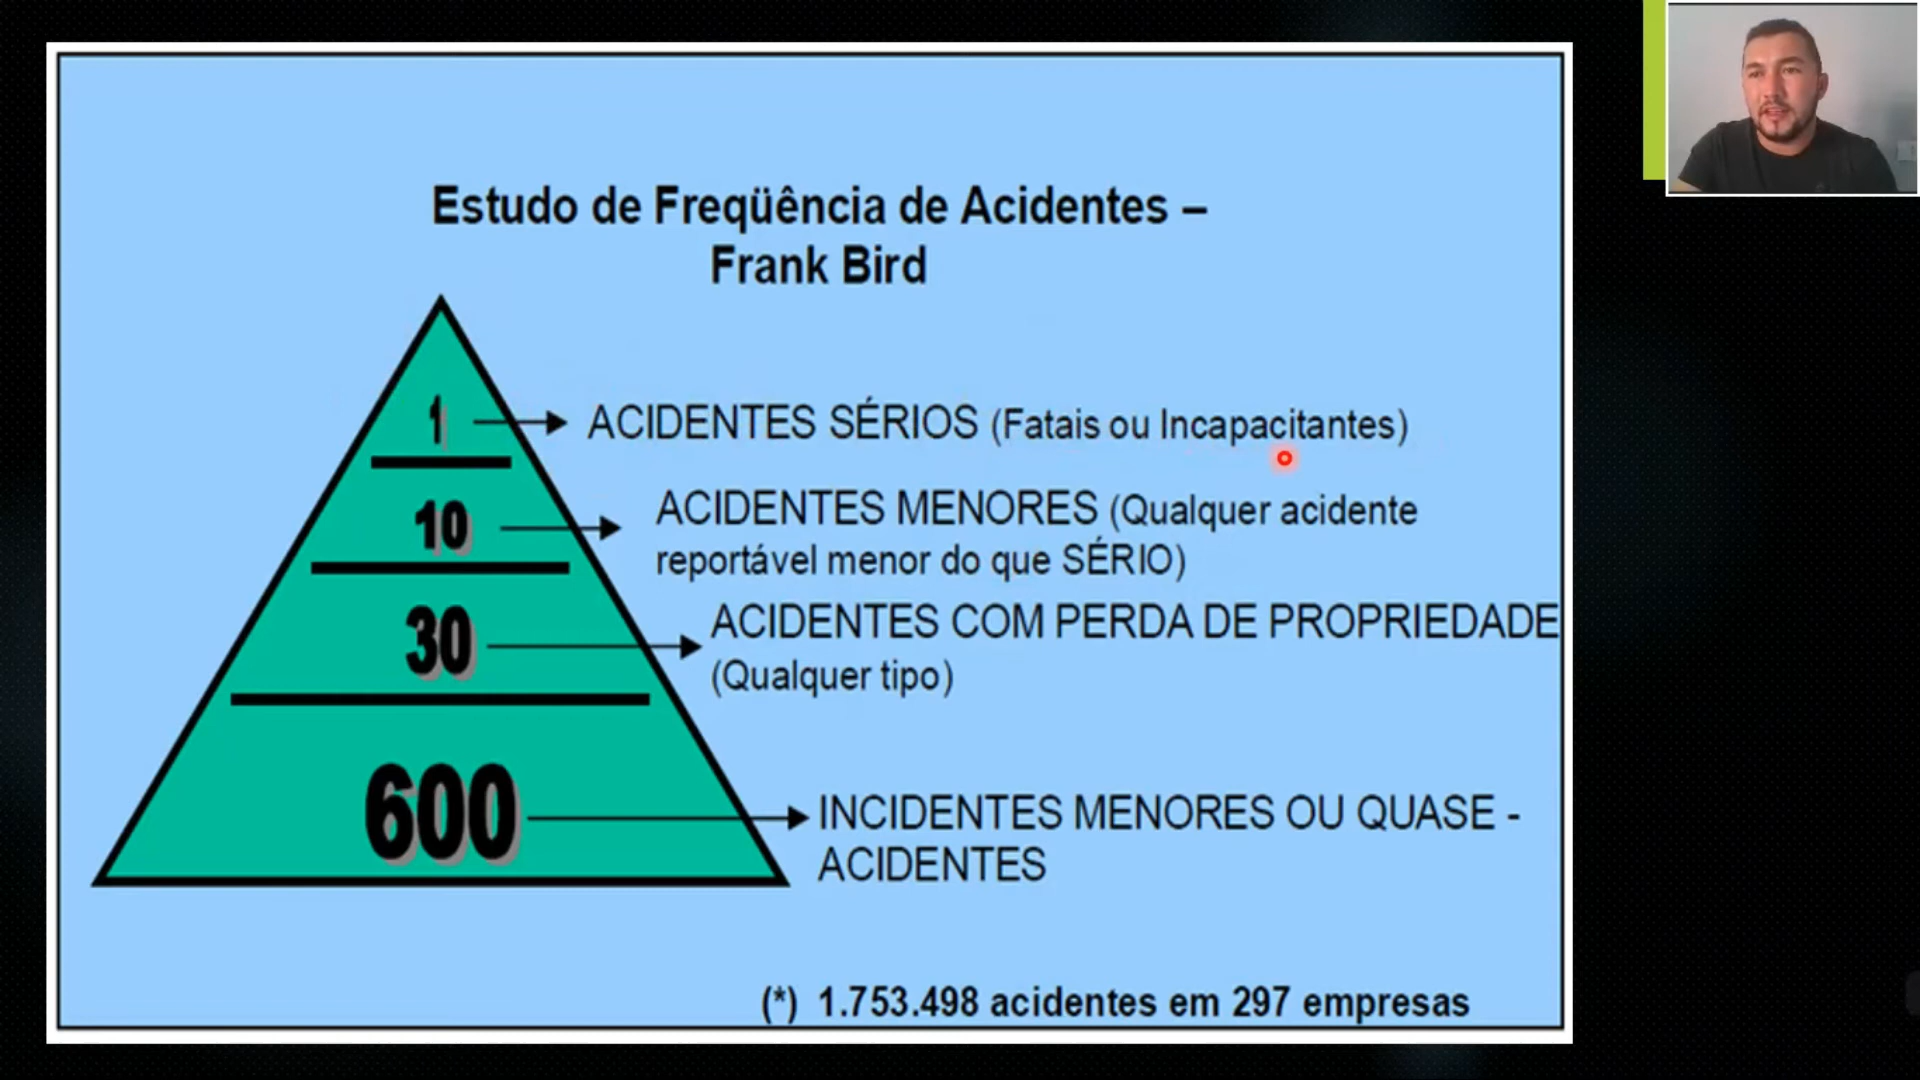 Estudo de Freqüência de Acidentes –
Frank Bird
1
ACIDENTES SÉRIOS (Fatais ou Incapacitantes)
10
ACIDENTES MENORES (Qualquer acidente
reportável menor do que SÉRIO)
30
ACIDENTES COM PERDA DE PROPRIEDADE
(Qualquer tipo)
600
INCIDENTES MENORES OU QUASE -
ACIDENTES
(*) 1.753.498 acidentes em 297 empresas